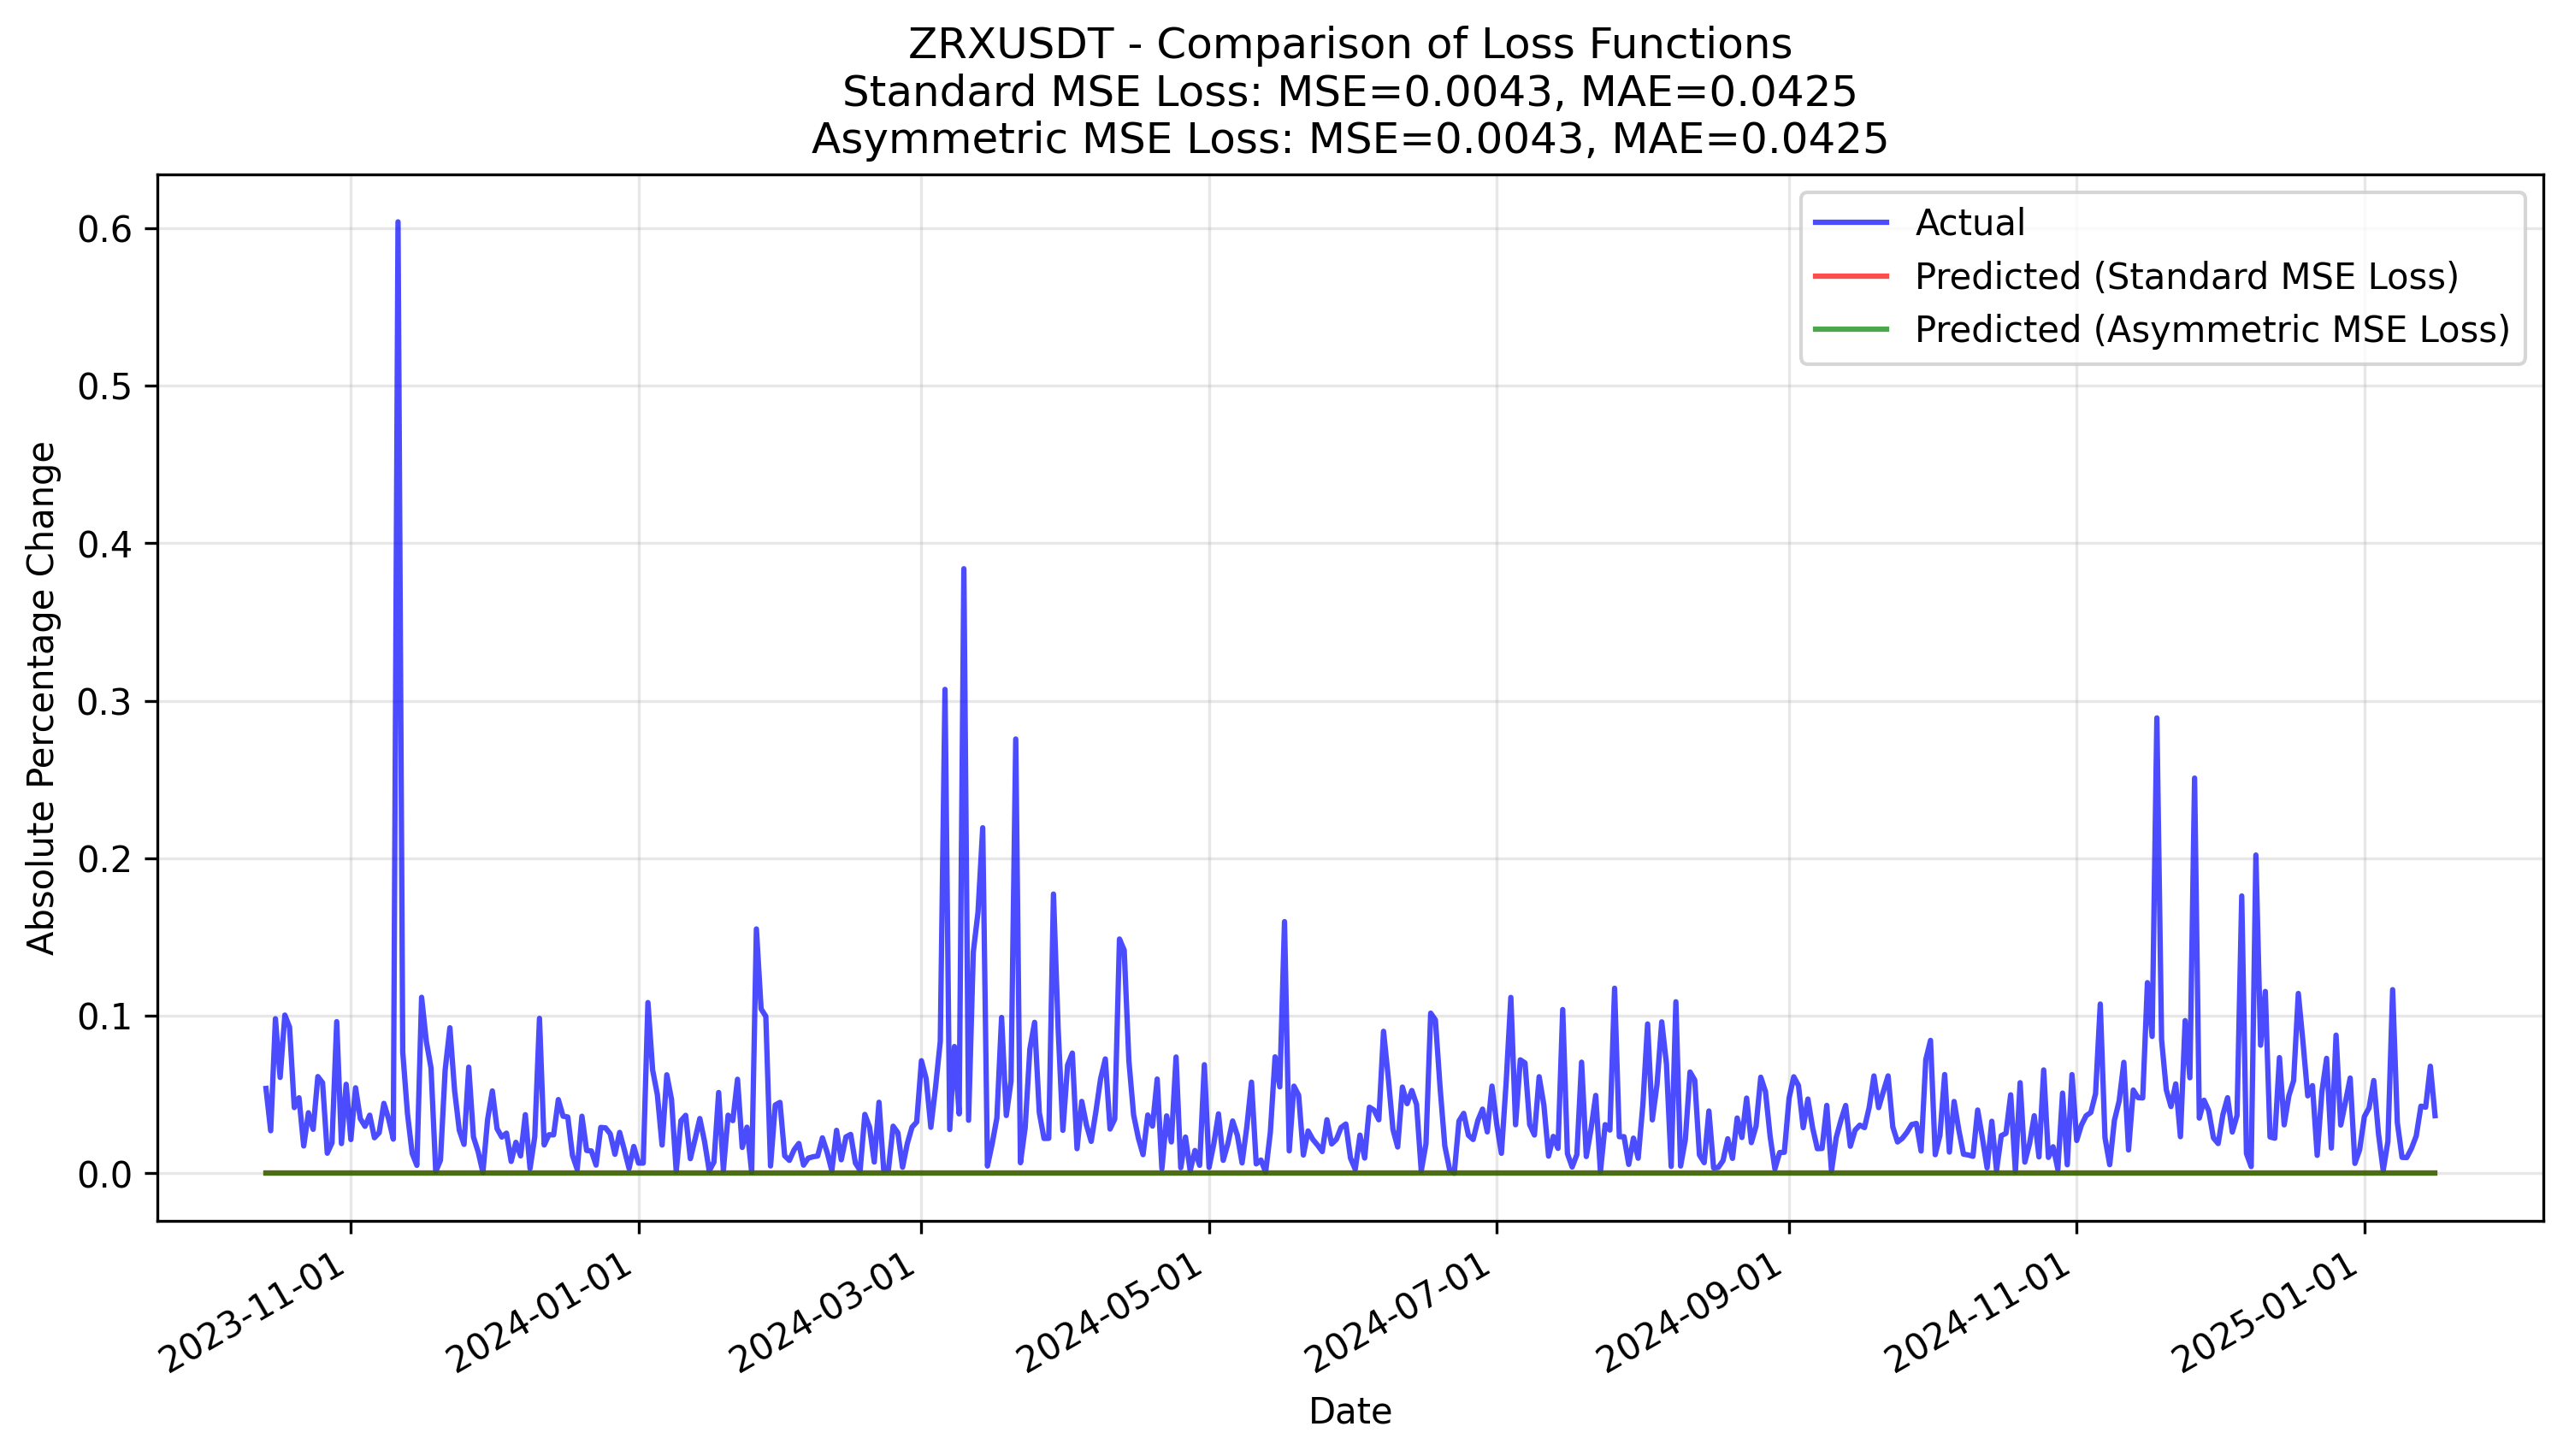 ZRXUSDT - Comparison of Loss Functions
Standard MSE Loss: MSE=0.0043, MAE=0.0425
Asymmetric MSE Loss: MSE=0.0043, MAE=0.0425
Actual
Predicted (Standard MSE Loss)
Predicted (Asymmetric MSE Loss)
Absolute Percentage Change
0.6
0.5
0.4
0.3
0.2
0.1
0.0
2023-11-01
2024-01-01
2024-03-01
2024-05-01
2024-07-01
2024-09-01
2024-11-01
2025-01-01
Date